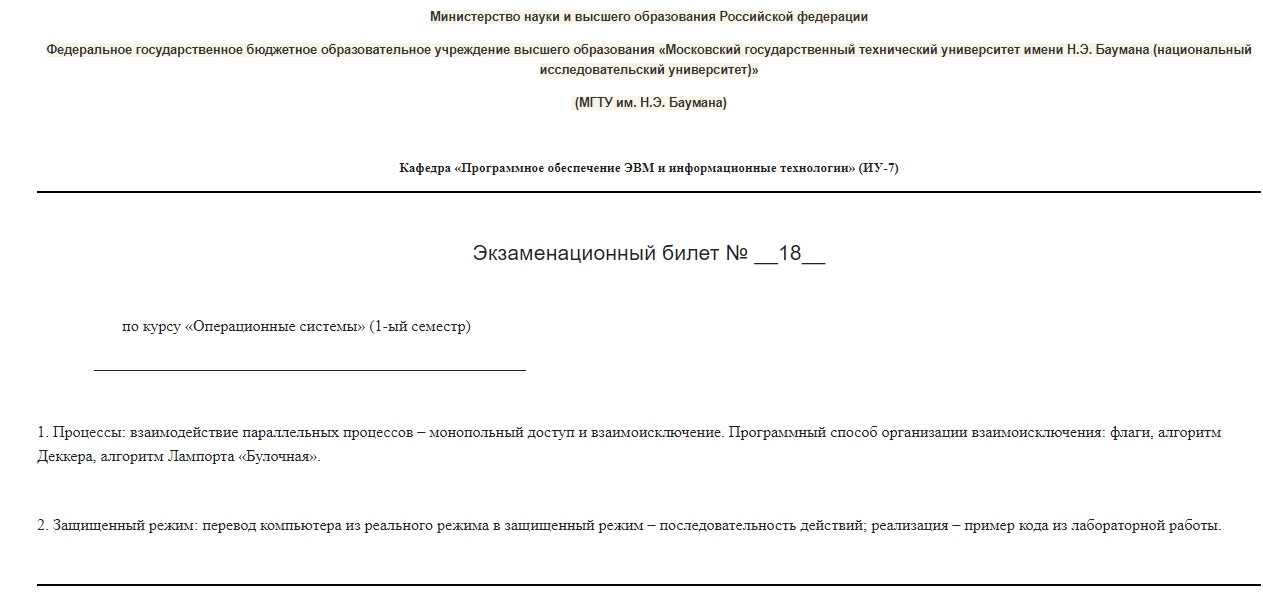 Министерство науки и высшего образования Российской федерации
Федеральное государственное бюджетное образовательное учреждение высшего образования «Московский государственный технический университет имени Н.Э. Баумана (национальный
исследовательский университет)»
(МГТУ им. Н.Э. Баумана)
Кафедра «Программное обеспечение ЭВМ и информационные технологии» (ИУ-7)
Экзаменационный билет № __18__
по курсу «Операционные системы» (1-ый семестр)
1. Процессы: взаимодействие параллельных процессов – монопольный доступ и взаимоисключение. Программный способ организации взаимоисключения: флаги, алгоритм
Деккера, алгоритм Лампорта «Булочная».
2. Защищенный режим: перевод компьютера из реального режима в защищенный режим – последовательность действий; реализация – пример кода из лабораторной работы.